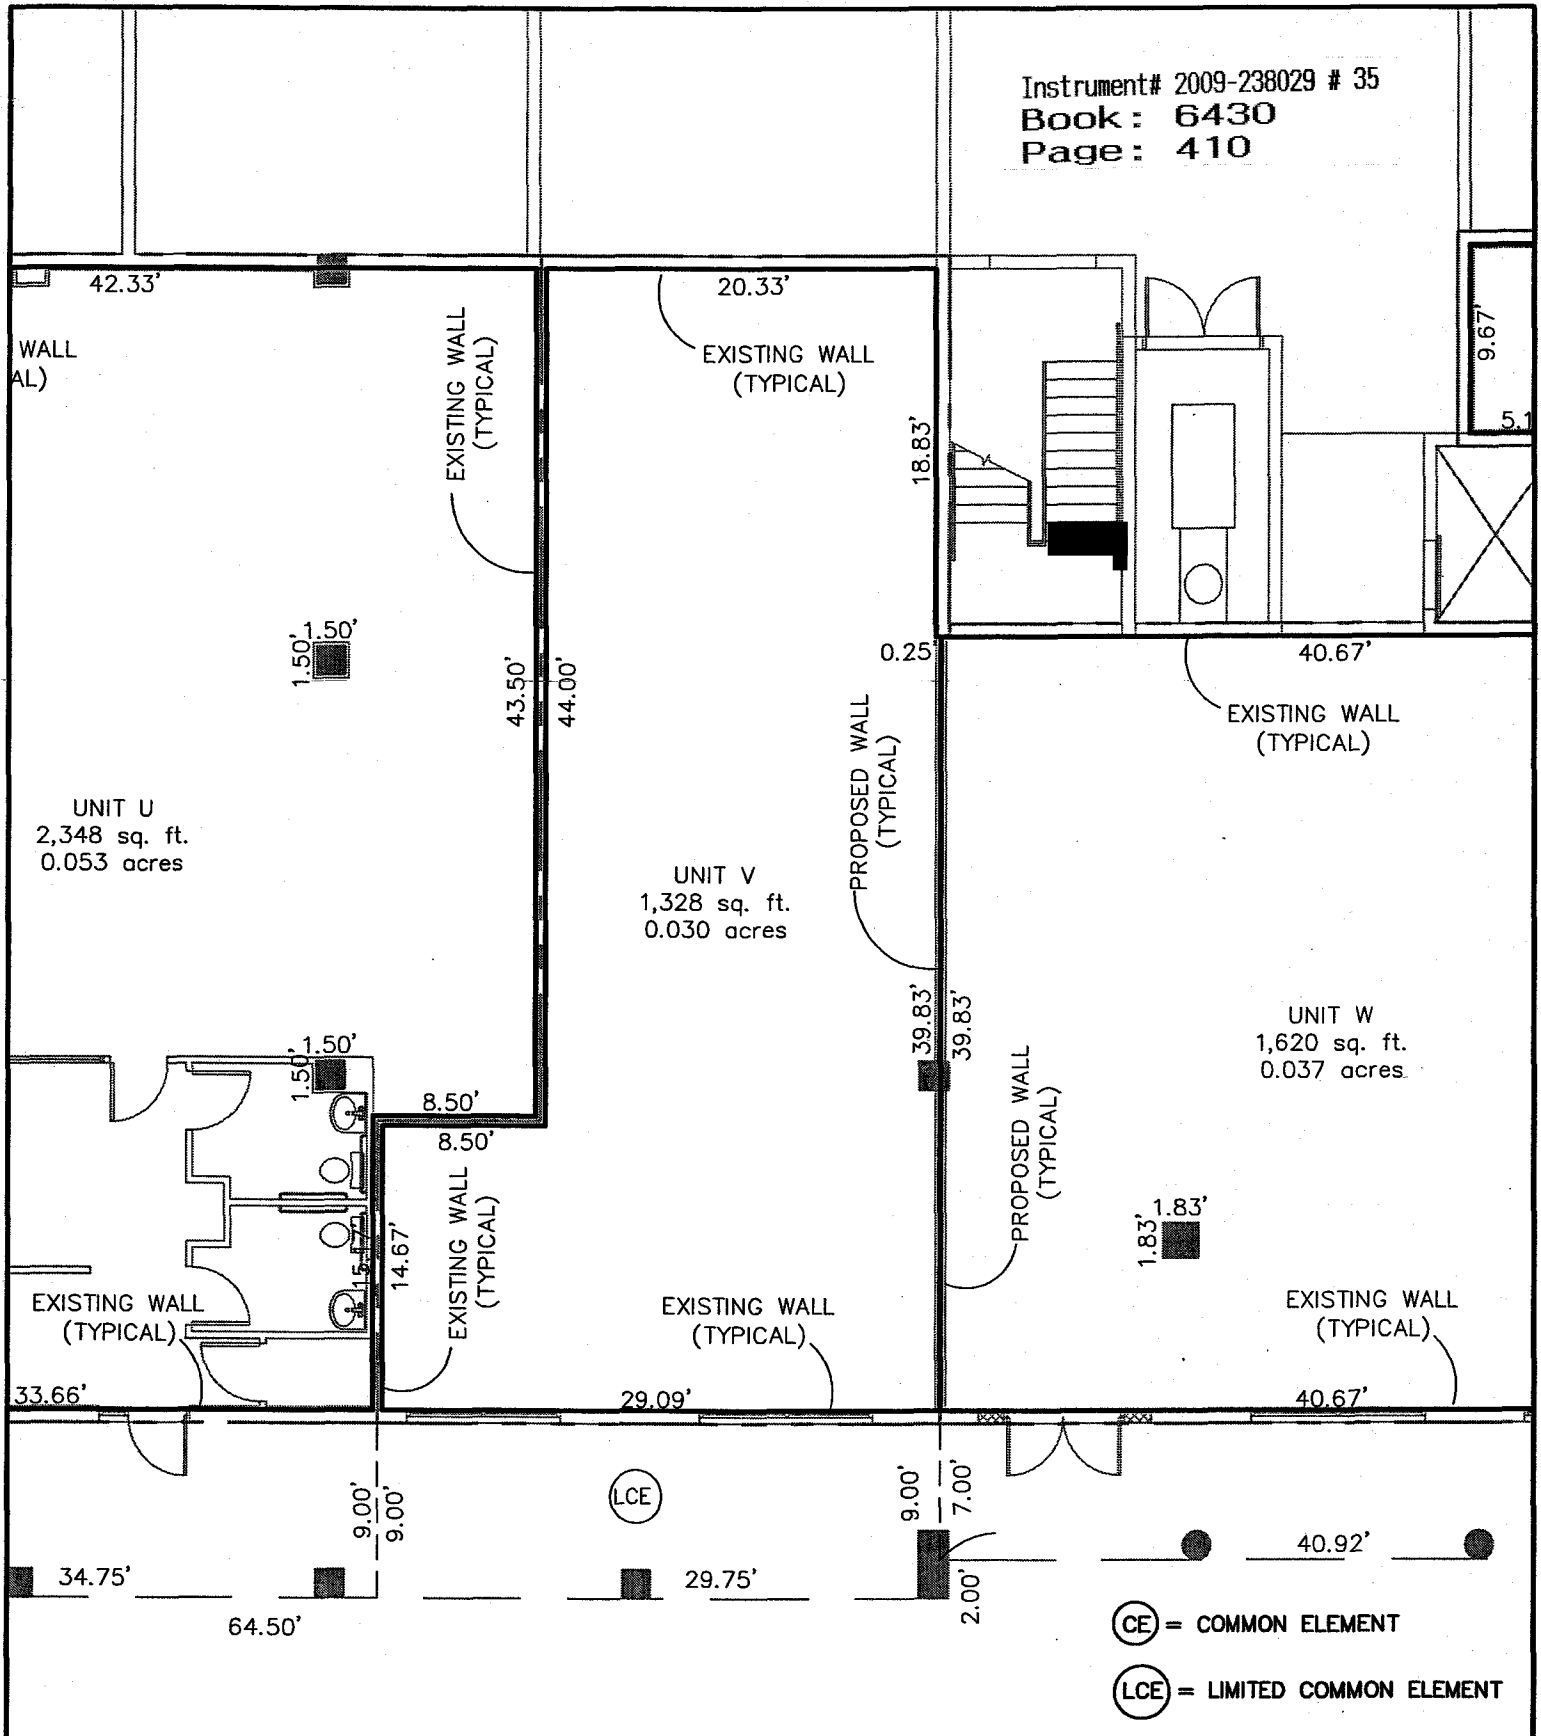 Instrument# 2009-238029 # 35
Book: 6430
Page: 410
42.33'
20.33'
WALL
AL)
EXISTING WALL
(TYPICAL)
EXISTING WALL
(TYPICAL)
18.83'
9.67'
5.1
1.50'
1.50'
43.50'
44.00'
0.25
40.67'
EXISTING WALL
(TYPICAL)
PROPOSED WALL
(TYPICAL)
UNIT U
2,348 sq. ft.
0.053 acres
UNIT V
1,328 sq. ft.
0.030 acres
UNIT W
1,620 sq. ft.
0.037 acres
39.83'
39.83'
PROPOSED WALL
(TYPICAL)
1.50'
1.50'
8.50'
8.50'
EXISTING WALL
(TYPICAL)
14.67'
1.83'
1.83'
EXISTING WALL
(TYPICAL)
EXISTING WALL
(TYPICAL)
EXISTING WALL
(TYPICAL)
33.66'
29.09'
40.67'
9.00'
9.00'
LCE
9.00'
7.00'
34.75'
29.75'
2.00'
40.92'
64.50'
CE = COMMON ELEMENT
LCE = LIMITED COMMON ELEMENT